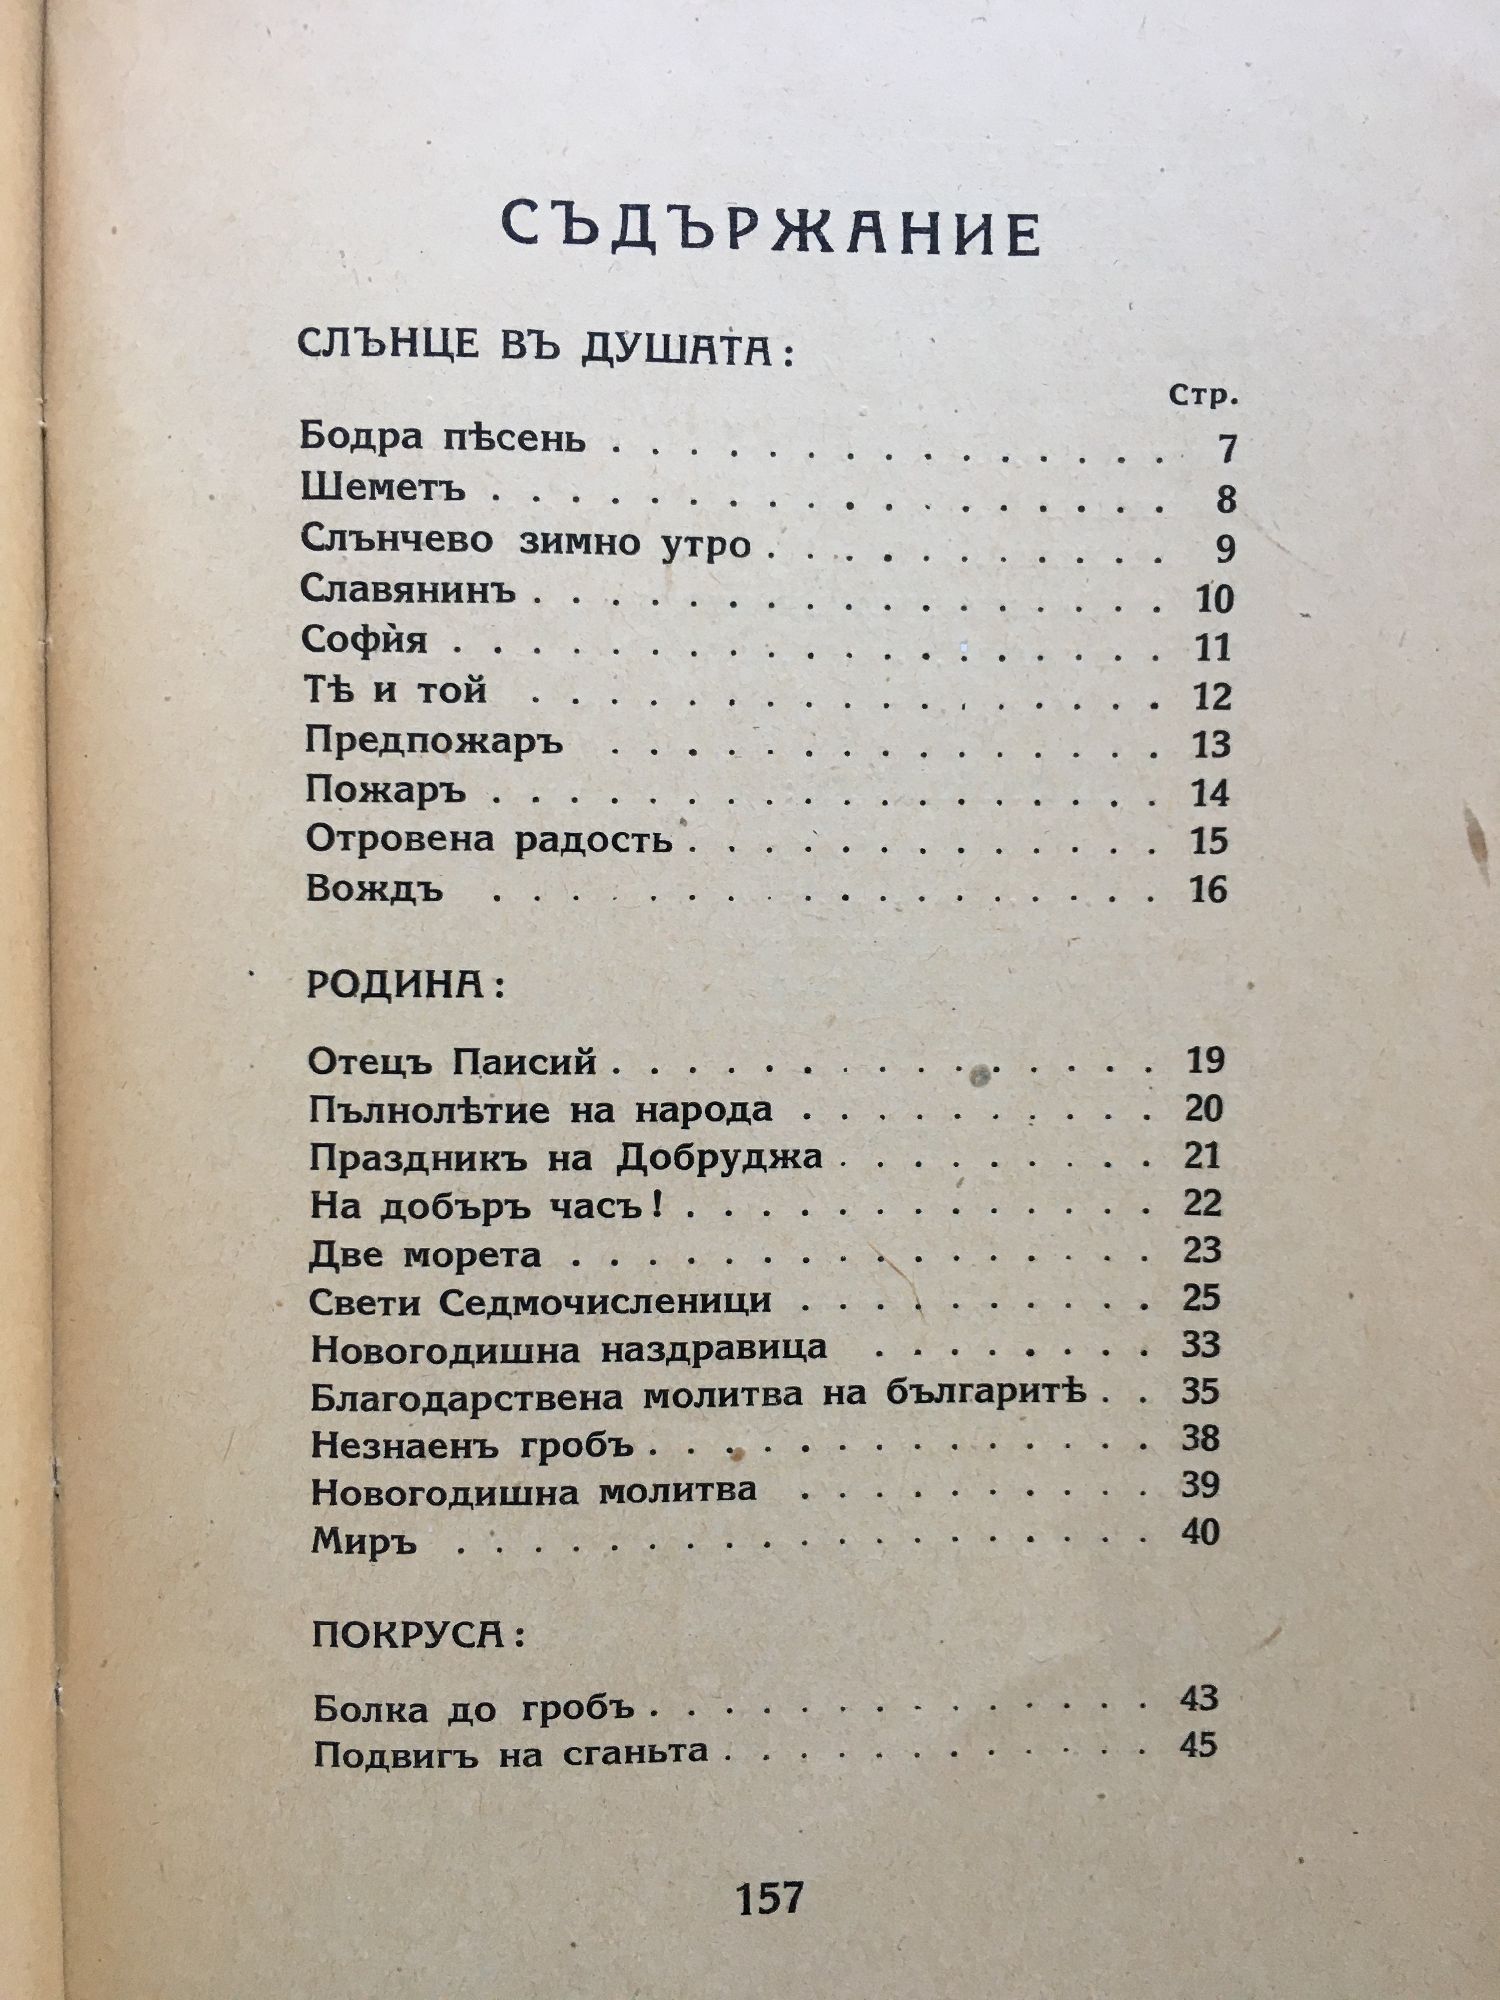 СЪДЪРЖАНИЕ
СЛЪНЦЕ ВЪ ДУШАТА:
Стр.
Бодра пѣсень . . . . . . . . . . . . . . . 7
Шеметъ . . . . . . . . . . . . . . . . . . 8
Слънчево зимно утро . . . . . . . . . . . 9
Славянинъ . . . . . . . . . . . . . . . . . 10
Софѝя . . . . . . . . . . . . . . . . . . . 11
Тѣ и той . . . . . . . . . . . . . . . . . 12
Предпожаръ . . . . . . . . . . . . . . . 13
Пожаръ . . . . . . . . . . . . . . . . . . 14
Отровена радость . . . . . . . . . . . . . 15
Вождъ . . . . . . . . . . . . . . . . . . 16
РОДИНА:
Отецъ Паисий . . . . . . . . . . . . . . . 19
Пълнолѣтие на народа . . . . . . . . . . 20
Праздникъ на Добруджа . . . . . . . . . 21
На добъръ часъ! . . . . . . . . . . . . . 22
Две морета . . . . . . . . . . . . . . . . 23
Свети Седмочисленици . . . . . . . . . . 25
Новогодишна наздравица . . . . . . . . 33
Благодарствена молитва на българитѣ . . 35
Незнаенъ гробъ . . . . . . . . . . . . . . 38
Новогодишна молитва . . . . . . . . . . 39
Миръ . . . . . . . . . . . . . . . . . . . 40
ПОКРУСА:
Болка до гробъ . . . . . . . . . . . . . . 43
Подвигъ на сганьта . . . . . . . . . . . . 45
157